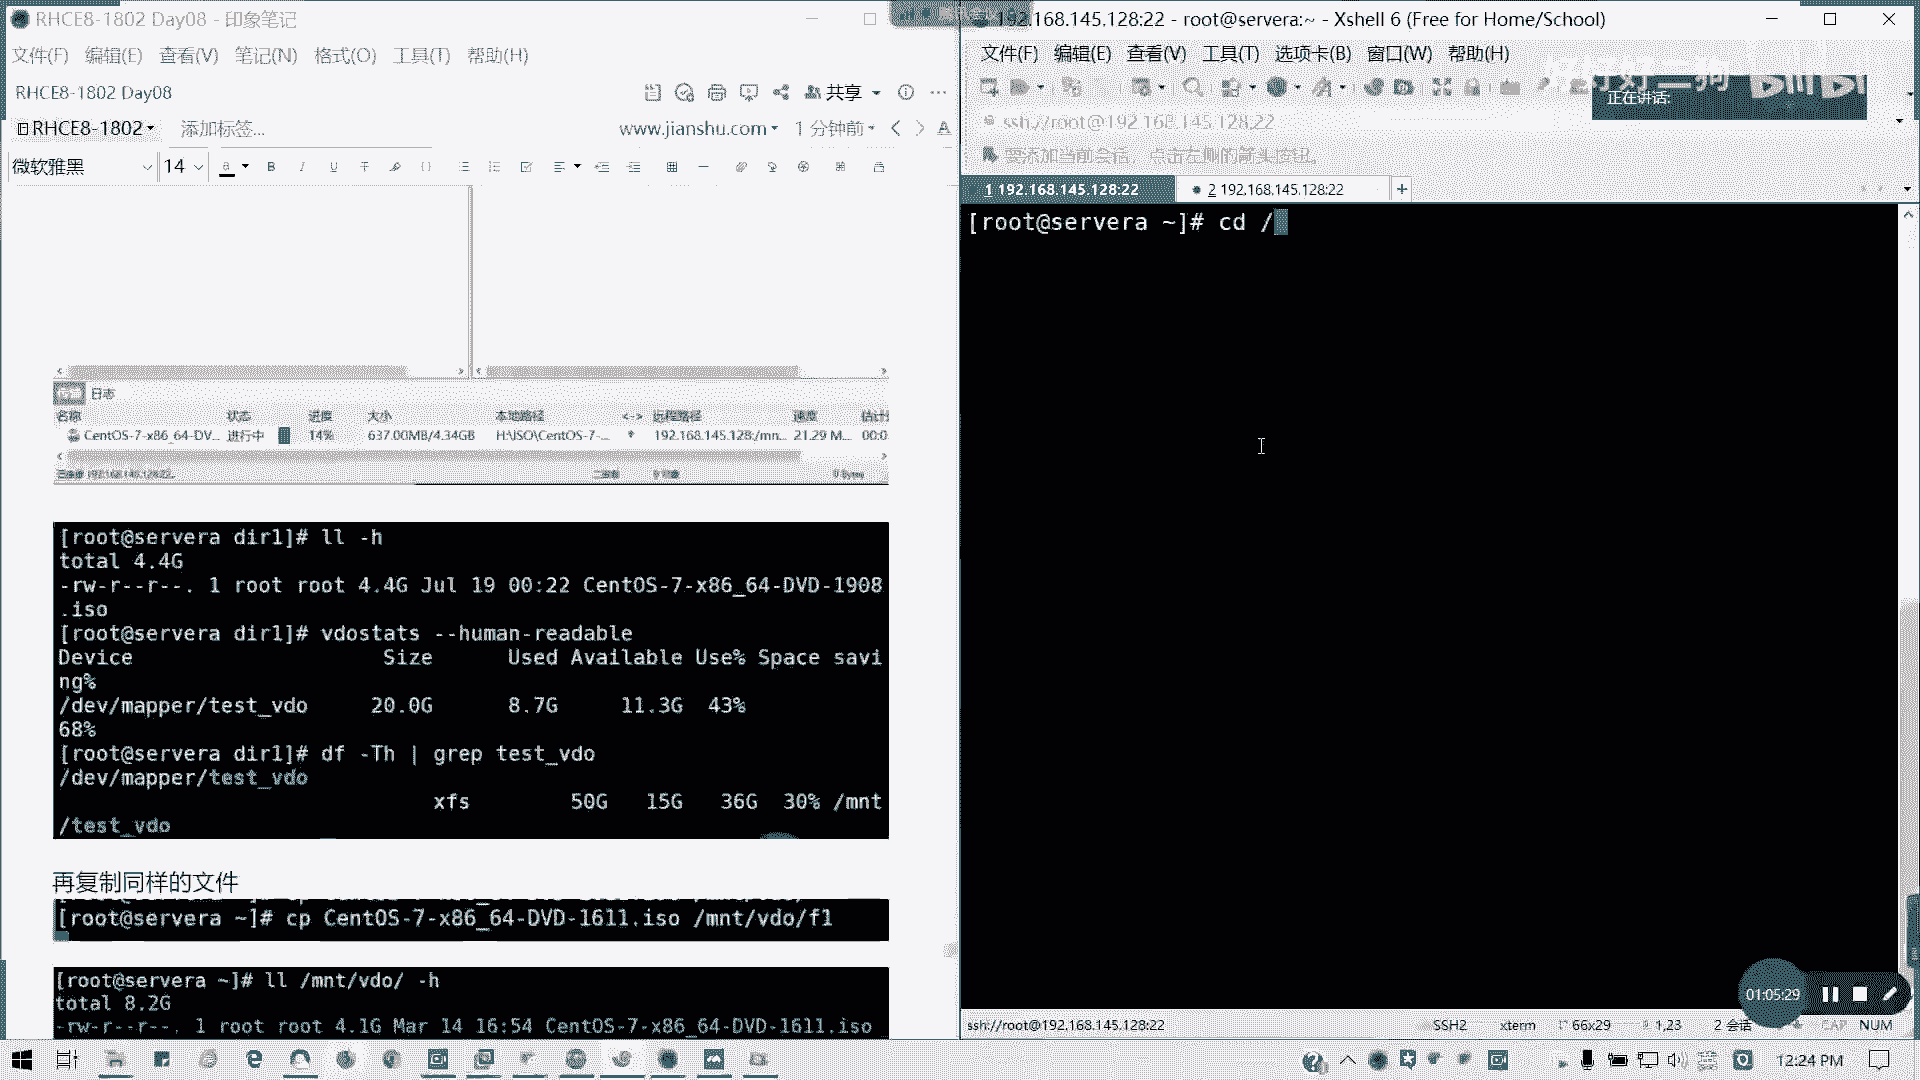 RHCE8-1802 Day08 - 印象笔记
文件(F) 编辑(E) 查看(V) 笔记(N) 格式(O) 工具(T) 帮助(H)
RHCE8-1802 Day08
共享
RHCE8-1802 添加标签...
www.jianshu.com 1 分钟前
微软雅黑 14
日志
名称 状态 进度 大小 本地路径 <-> 远程路径 速度
CentOS-7-x86_64-DV... 进行中 14% 637.00MB/4.34GB H:\ISO\CentOS-7-... 192.168.145.128:/mn... 21.29 M... 00:0
[root@servera dir1]# ll -h
total 4.4G
-rw-r--r--. 1 root root 4.4G Jul 19 00:22 CentOS-7-x86_64-DVD-1908
.iso
[root@servera dir1]# vdostats --human-readable
Device Size Used Available Use% Space savi
ng%
/dev/mapper/test_vdo 20.0G 8.7G 11.3G 43%
68%
[root@servera dir1]# df -Th | grep test_vdo
/dev/mapper/test_vdo
xfs 50G 15G 36G 30% /mnt
/test_vdo
再复制同样的文件
[root@servera ~]# cp CentOS-7-x86_64-DVD-1611.iso /mnt/vdo/f1
[root@servera ~]# ll /mnt/vdo/ -h
total 8.2G
-rw-r--r--. 1 root root 4.1G Mar 14 16:54 CentOS-7-x86_64-DVD-1611.iso
192.168.145.128:22 - root@servera:~ - Xshell 6 (Free for Home/School)
文件(F) 编辑(E) 查看(V) 工具(T) 选项卡(B) 窗口(W) 帮助(H)
正在讲话:
ssh://root@192.168.145.128:22
要添加当前会话，点击左侧的箭头按钮。
1 192.168.145.128:22
2 192.168.145.128:22
[root@servera ~]# cd /
01:05:29
ssh://root@192.168.145.128:22 SSH2 xterm 66x29 1,23 2 会话 CAP NUM
12:24 PM